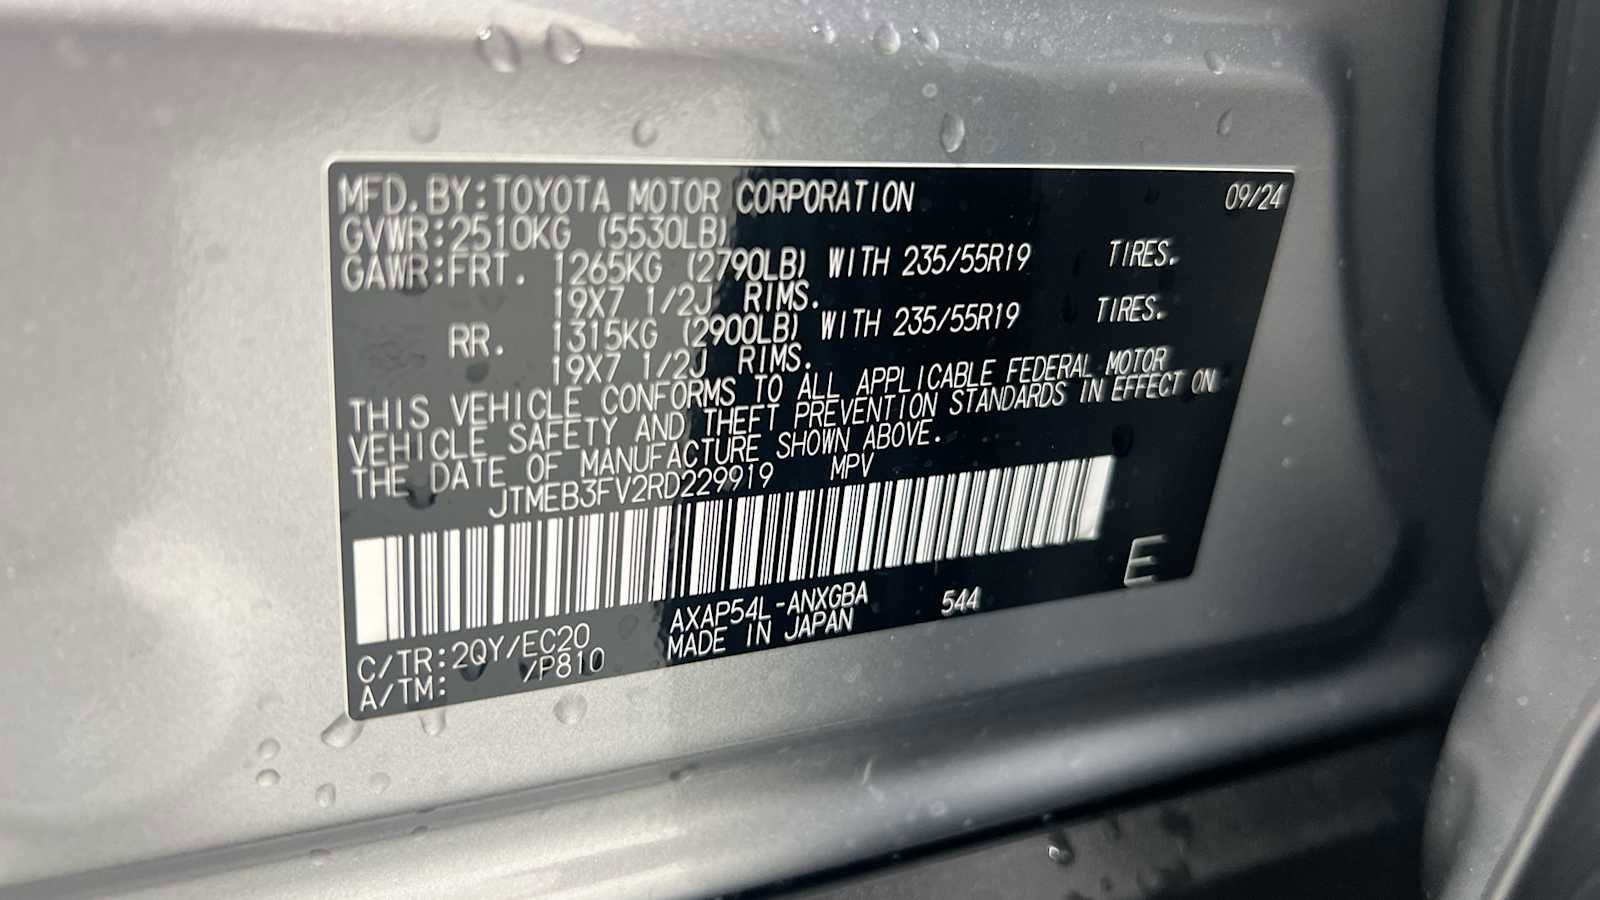 MFD.BY:TOYOTA MOTOR CORPORATION 09/24
GVWR:2510KG (5530LB)
GAWR:FRT. 1265KG (2790LB) WITH 235/55R19 TIRES.
19X7 1/2J RIMS.
RR. 1315KG (2900LB) WITH 235/55R19 TIRES.
19X7 1/2J RIMS.
THIS VEHICLE CONFORMS TO ALL APPLICABLE FEDERAL MOTOR
VEHICLE SAFETY AND THEFT PREVENTION STANDARDS IN EFFECT ON
THE DATE OF MANUFACTURE SHOWN ABOVE.
JTMEB3FV2RD229919 MPV
E
C/TR:2QY/EC20 AXAP54L-ANXGBA 544
A/TM: /P810 MADE IN JAPAN